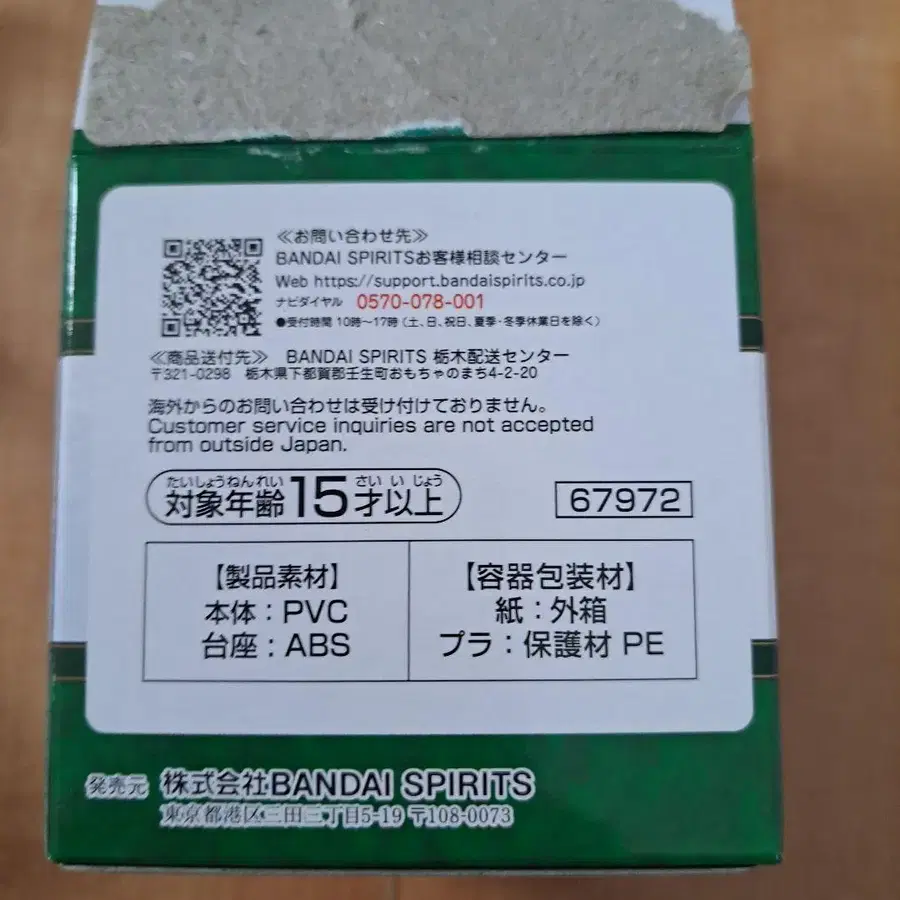 ≪お問い合わせ先≫
BANDAI SPIRITSお客様相談センター
Web https://support.bandaispirits.co.jp
ナビダイヤル 0570-078-001
●受付時間 10時〜17時(土、日、祝日、夏季・冬季休業日を除く)
≪商品送付先≫ BANDAI SPIRITS 栃木配送センター
〒321-0298 栃木県下都賀郡壬生町おもちゃのまち4-2-20
海外からのお問い合わせは受け付けておりません。
Customer service inquiries are not accepted
from outside Japan.
たいしょうねんれい さい いじょう
対象年齢15才以上
67972
【製品素材】
本体:PVC
台座:ABS
【容器包装材】
紙:外箱
プラ:保護材 PE
発売元 株式会社BANDAI SPIRITS
東京都港区三田三丁目5-19 〒108-0073